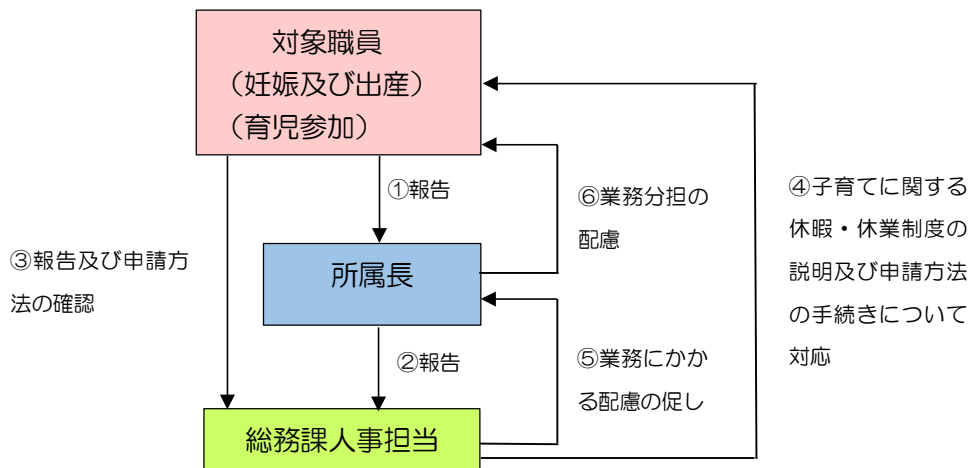 対象職員
（妊娠及び出産）
（育児参加）
①報告
⑥業務分担の
配慮
④子育てに関する
休暇・休業制度の
説明及び申請方法
の手続きについて
対応
③報告及び申請方
法の確認
所属長
②報告
⑤業務にかか
る配慮の促し
総務課人事担当